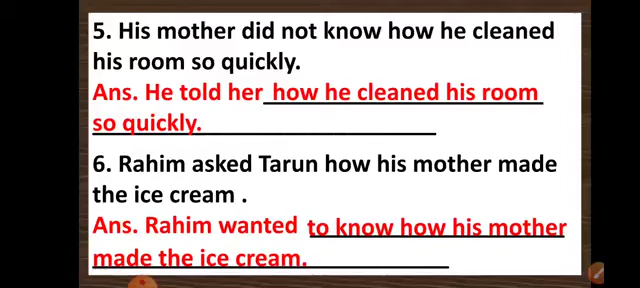 5. His mother did not know how he cleaned
his room so quickly.
Ans. He told her how he cleaned his room
so quickly.
6. Rahim asked Tarun how his mother made
the ice cream .
Ans. Rahim wanted to know how his mother
made the ice cream.